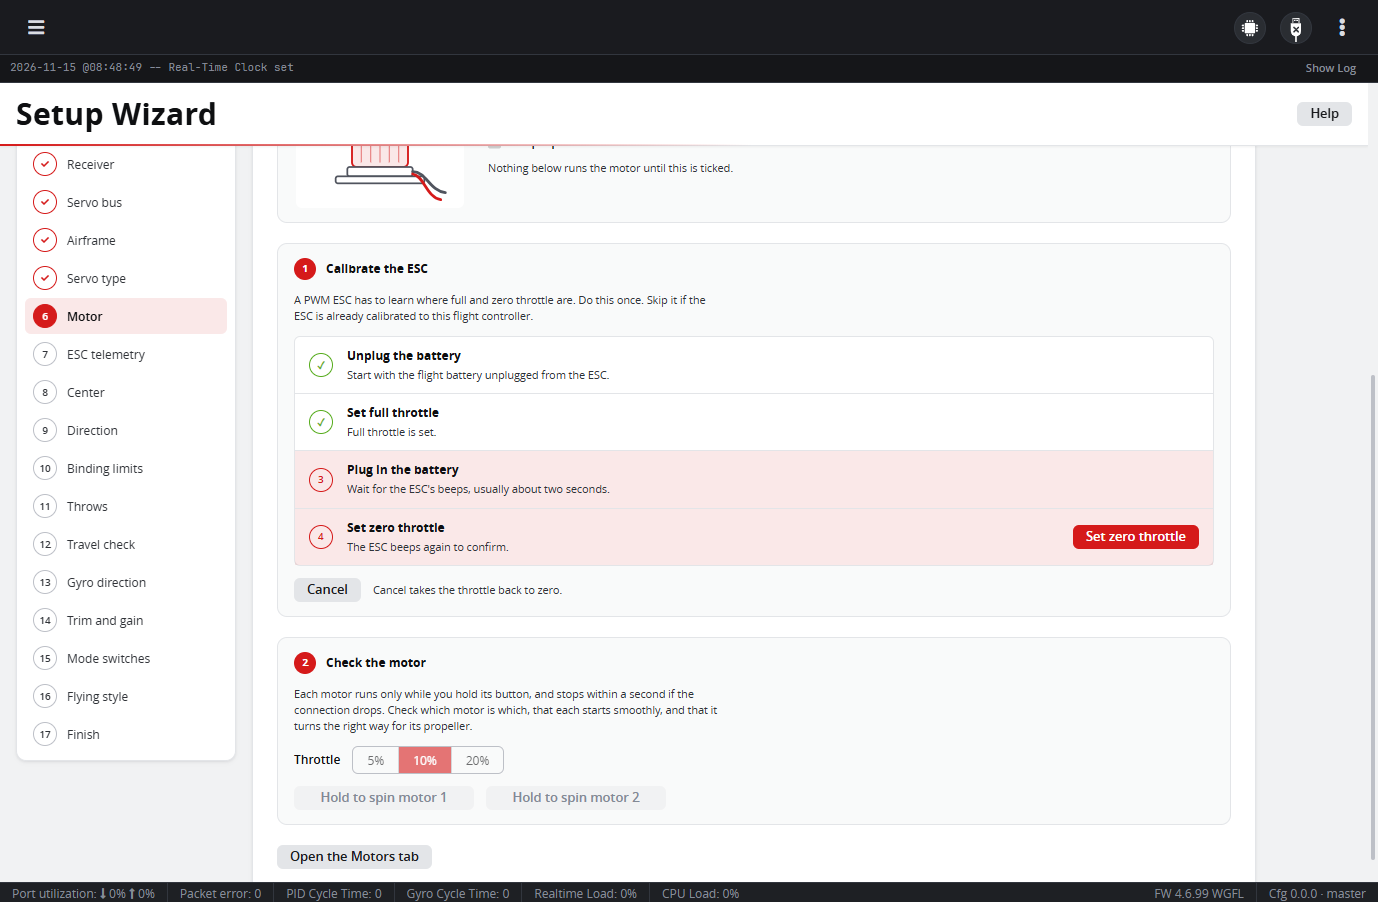 2026-11-15 @08:48:49 -- Real-Time Clock set
Show Log
Setup Wizard
Help
Receiver
Servo bus
Airframe
Servo type
6 Motor
7 ESC telemetry
8 Center
9 Direction
10 Binding limits
11 Throws
12 Travel check
13 Gyro direction
14 Trim and gain
15 Mode switches
16 Flying style
17 Finish
Nothing below runs the motor until this is ticked.
1 Calibrate the ESC
A PWM ESC has to learn where full and zero throttle are. Do this once. Skip it if the
ESC is already calibrated to this flight controller.
Unplug the battery
Start with the flight battery unplugged from the ESC.
Set full throttle
Full throttle is set.
3 Plug in the battery
Wait for the ESC's beeps, usually about two seconds.
4 Set zero throttle
The ESC beeps again to confirm.
Set zero throttle
Cancel Cancel takes the throttle back to zero.
2 Check the motor
Each motor runs only while you hold its button, and stops within a second if the
connection drops. Check which motor is which, that each starts smoothly, and that it
turns the right way for its propeller.
Throttle 5% 10% 20%
Hold to spin motor 1 Hold to spin motor 2
Open the Motors tab
Port utilization: 0% 0% Packet error: 0 PID Cycle Time: 0 Gyro Cycle Time: 0 Realtime Load: 0% CPU Load: 0% FW 4.6.99 WGFL Cfg 0.0.0 · master